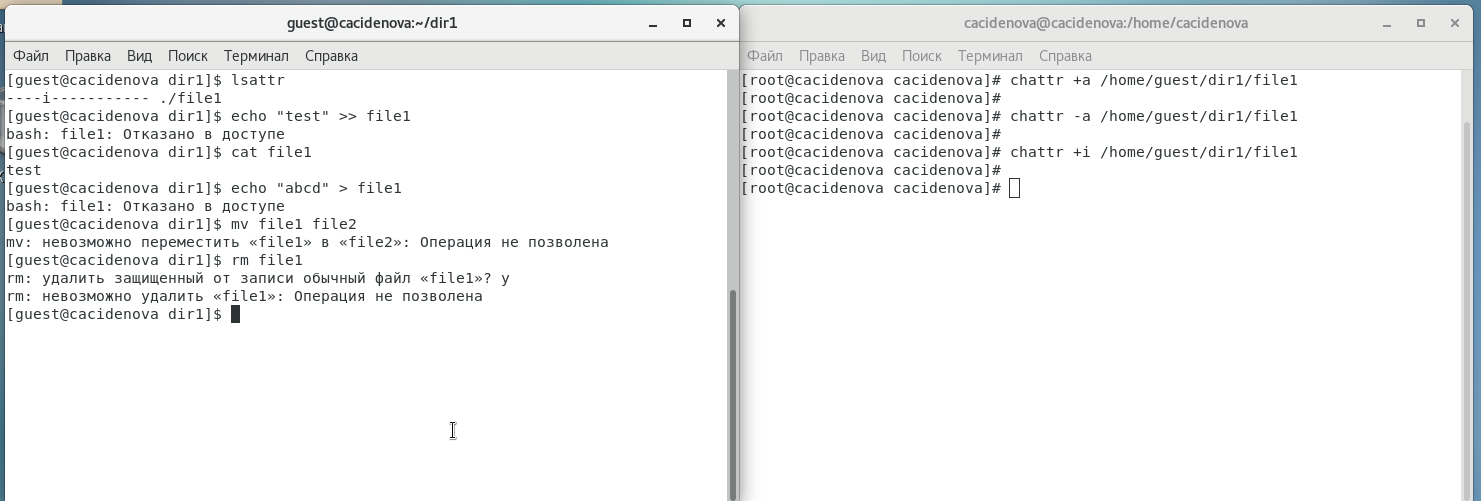 guest@cacidenova:~/dir1
Файл Правка Вид Поиск Терминал Справка
[guest@cacidenova dir1]$ lsattr
----i----------- ./file1
[guest@cacidenova dir1]$ echo "test" >> file1
bash: file1: Отказано в доступе
[guest@cacidenova dir1]$ cat file1
test
[guest@cacidenova dir1]$ echo "abcd" > file1
bash: file1: Отказано в доступе
[guest@cacidenova dir1]$ mv file1 file2
mv: невозможно переместить «file1» в «file2»: Операция не позволена
[guest@cacidenova dir1]$ rm file1
rm: удалить защищенный от записи обычный файл «file1»? y
rm: невозможно удалить «file1»: Операция не позволена
[guest@cacidenova dir1]$
cacidenova@cacidenova:/home/cacidenova
Файл Правка Вид Поиск Терминал Справка
[root@cacidenova cacidenova]# chattr +a /home/guest/dir1/file1
[root@cacidenova cacidenova]#
[root@cacidenova cacidenova]# chattr -a /home/guest/dir1/file1
[root@cacidenova cacidenova]#
[root@cacidenova cacidenova]# chattr +i /home/guest/dir1/file1
[root@cacidenova cacidenova]#
[root@cacidenova cacidenova]#